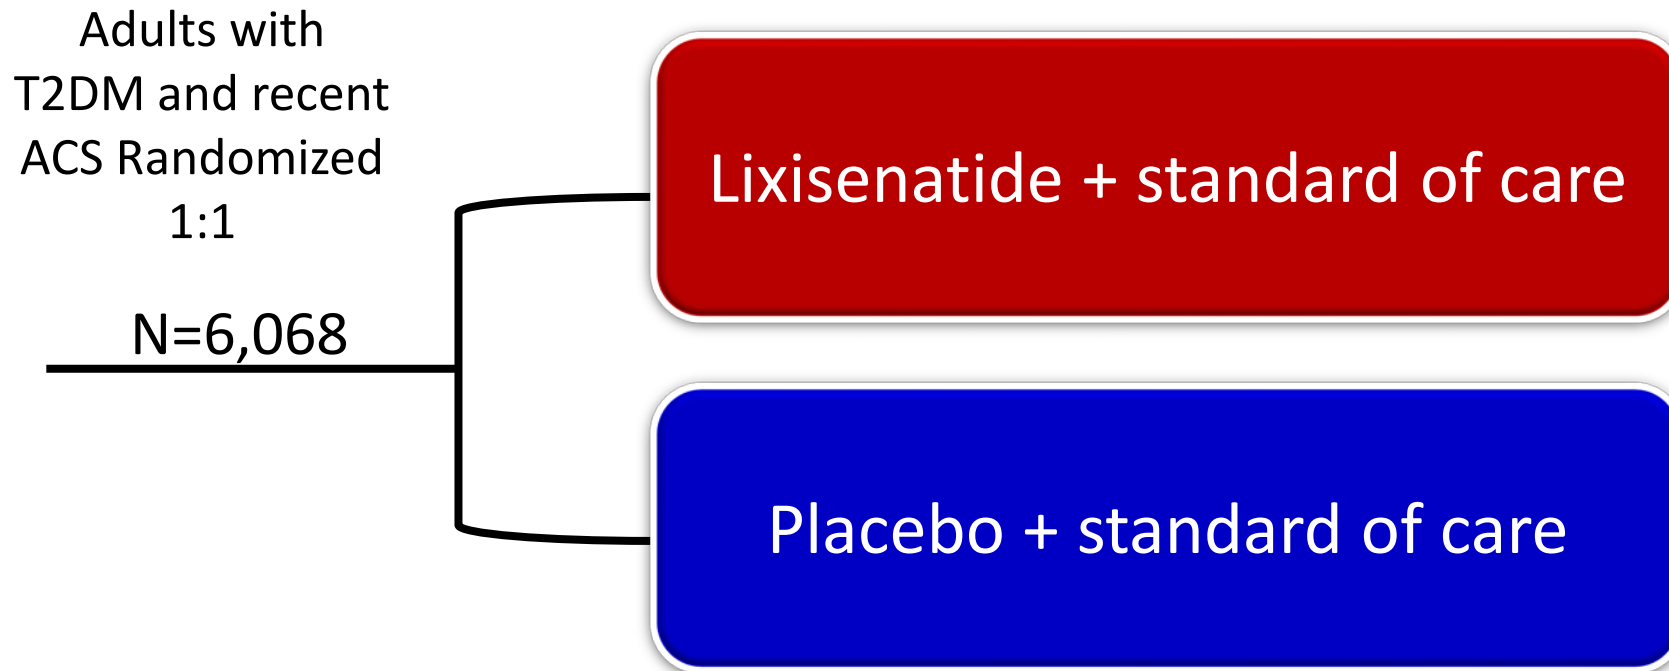 Adults with
T2DM and recent
ACS Randomized
1:1
N=6,068
Lixisenatide + standard of care
Placebo + standard of care